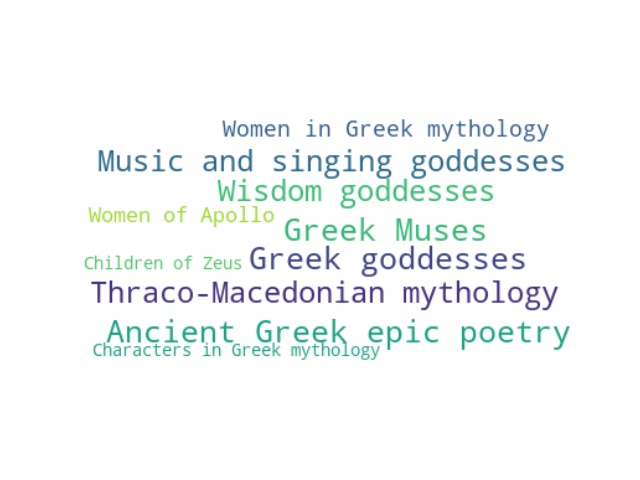 Women in Greek mythology
Music and singing goddesses
Wisdom goddesses
Women of Apollo
Greek Muses
Children of Zeus
Greek goddesses
Thraco-Macedonian mythology
Ancient Greek epic poetry
Characters in Greek mythology